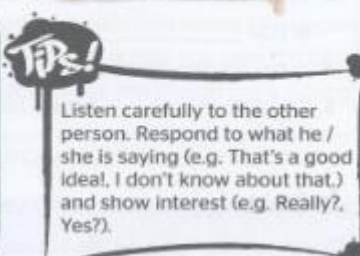 TiPs!
Listen carefully to the other
person. Respond to what he /
she is saying (e.g. That's a good
idea!, I don't know about that.)
and show interest (e.g. Really?,
Yes?).